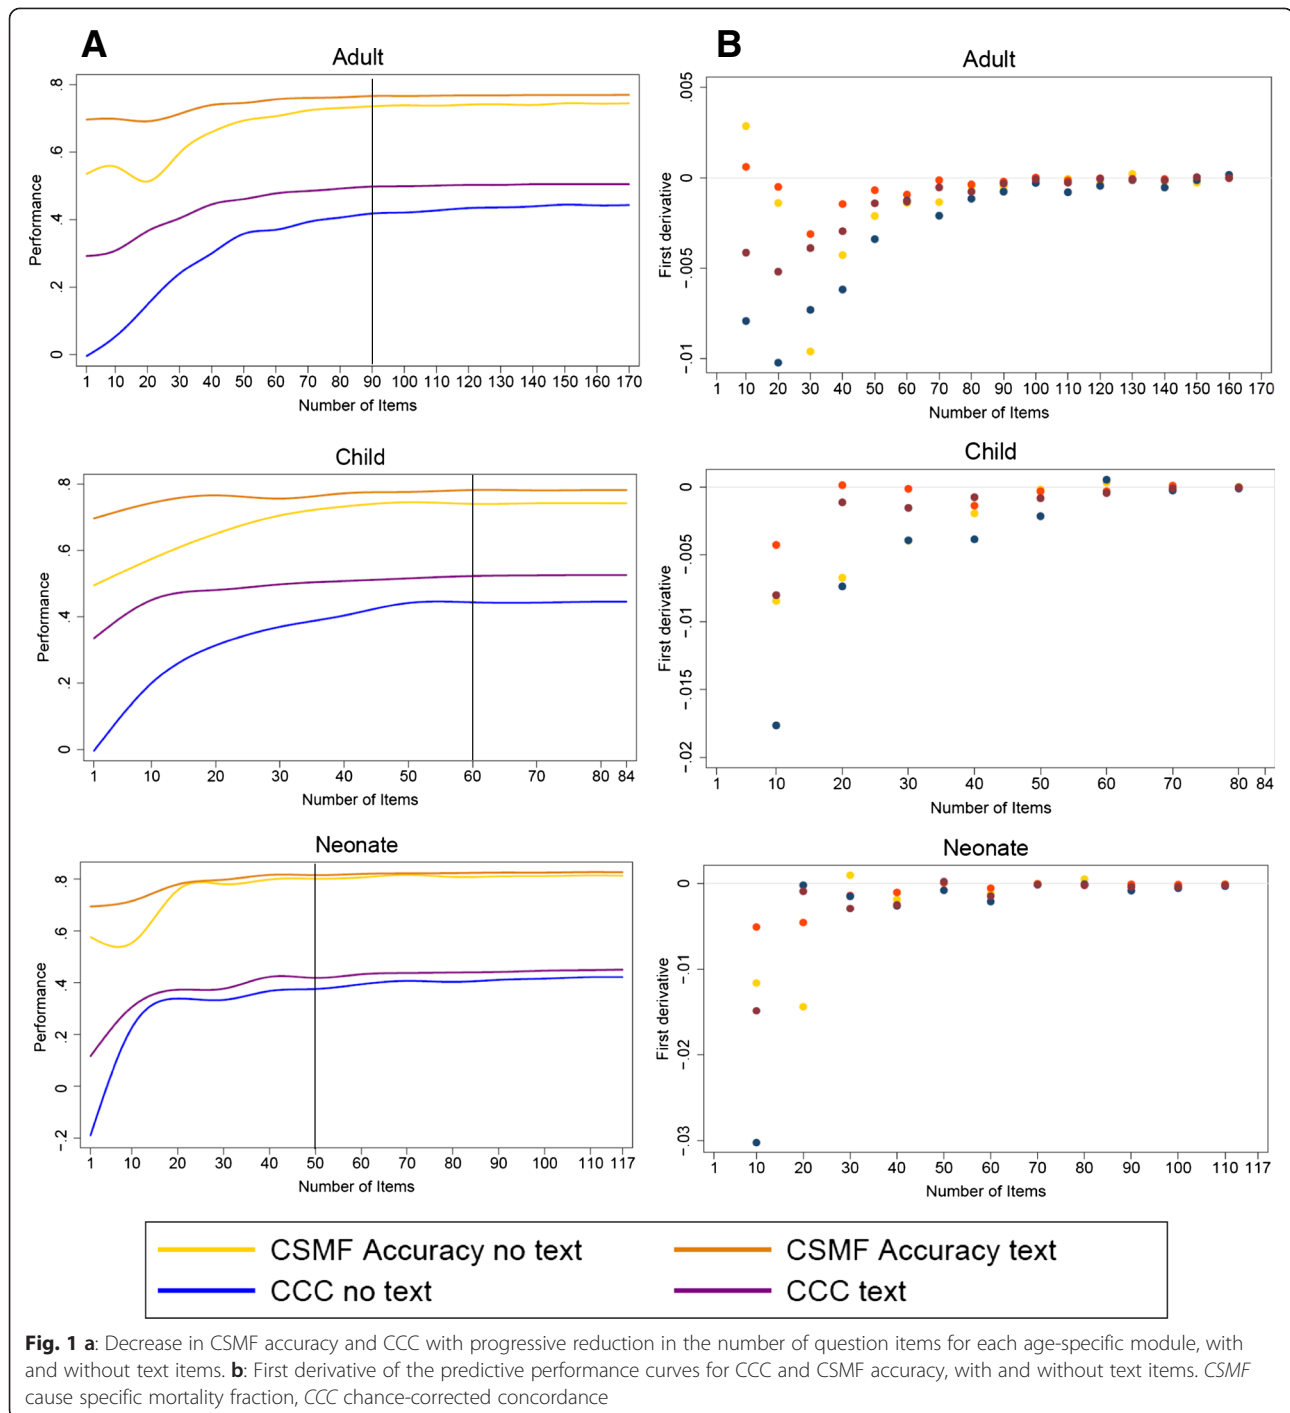 A
Adult
.8
.6
.4
.2
0
Performance
1 10 20 30 40 50 60 70 80 90 100 110 120 130 140 150 160 170
Number of Items
B
Adult
.005
0
-.005
-.01
First derivative
1 10 20 30 40 50 60 70 80 90 100 110 120 130 140 150 160 170
Number of Items
Child
.8
.6
.4
.2
0
Performance
1 10 20 30 40 50 60 70 80 84
Number of Items
Child
0
-.005
-.01
-.015
-.02
First derivative
1 10 20 30 40 50 60 70 80 84
Number of Items
Neonate
.8
.6
.4
.2
0
-.2
Performance
1 10 20 30 40 50 60 70 80 90 100 110 117
Number of Items
Neonate
0
-.01
-.02
-.03
First derivative
1 10 20 30 40 50 60 70 80 90 100 110 117
Number of Items
CSMF Accuracy no text
CSMF Accuracy text
CCC no text
CCC text
Fig. 1 a: Decrease in CSMF accuracy and CCC with progressive reduction in the number of question items for each age-specific module, with
and without text items. b: First derivative of the predictive performance curves for CCC and CSMF accuracy, with and without text items. CSMF
cause specific mortality fraction, CCC chance-corrected concordance